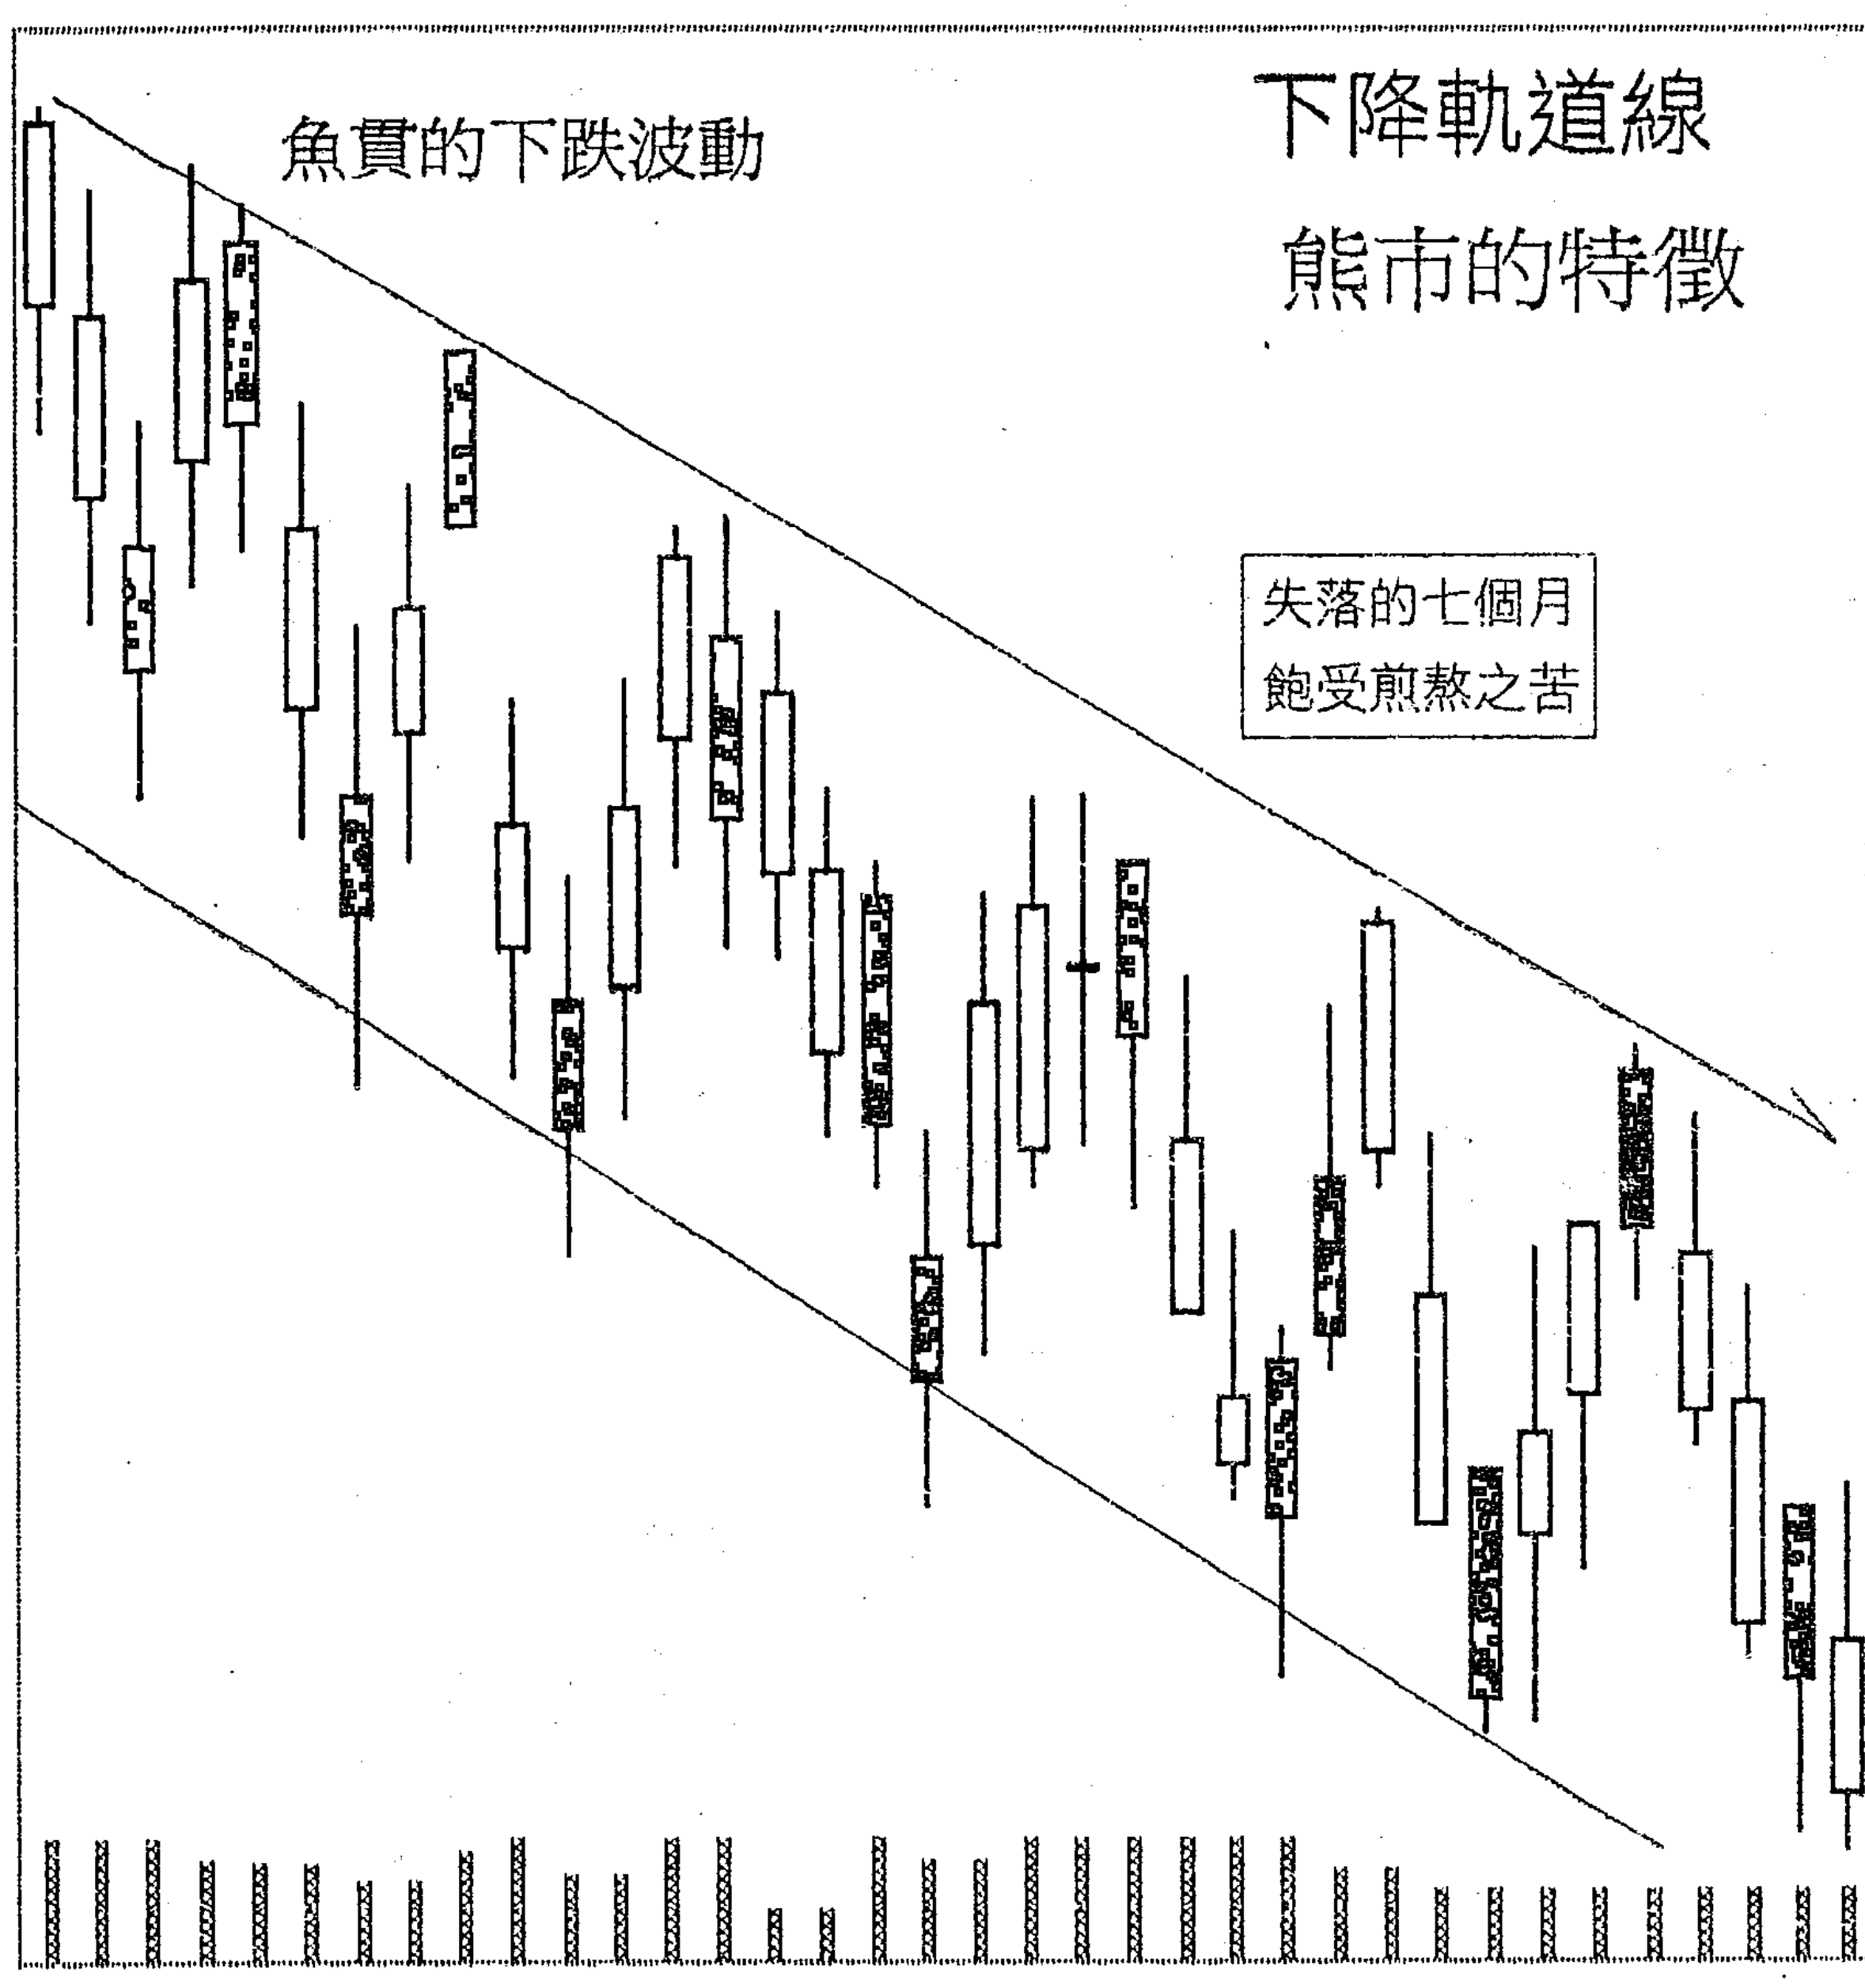 下降軌道線
魚貫的下跌波動
熊市的特徵
失落的七個月
飽受煎熬之苦